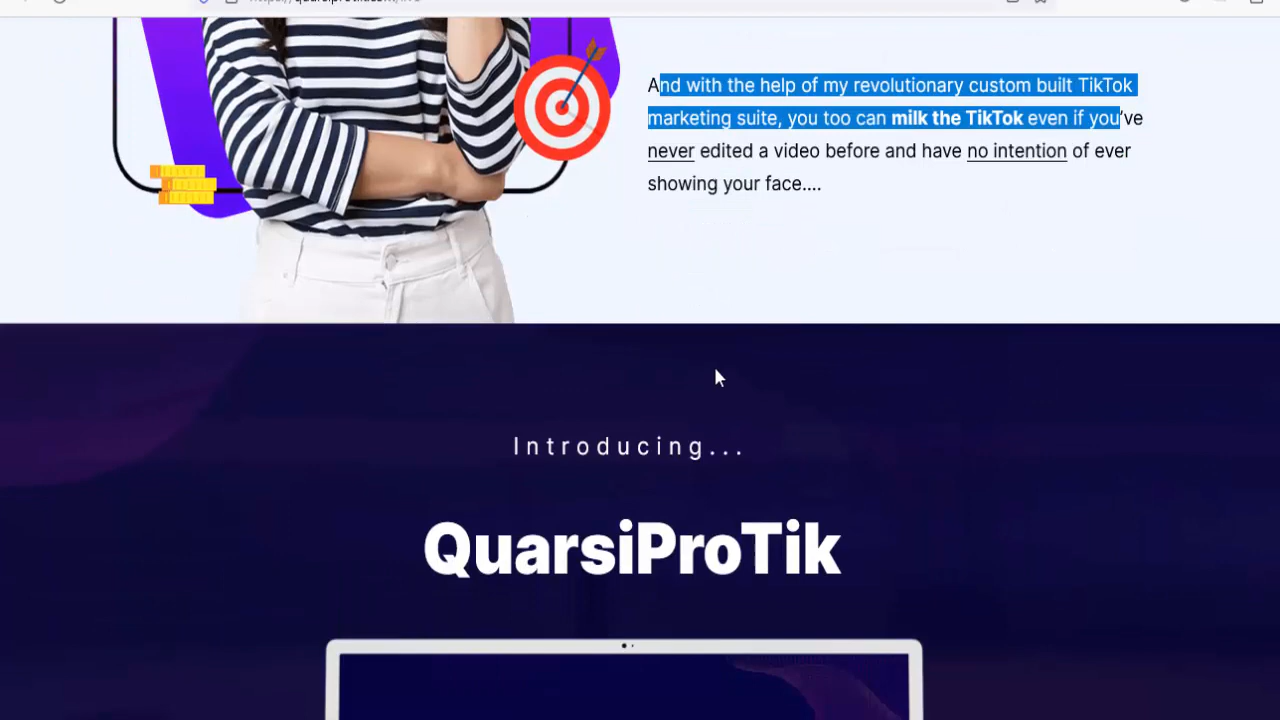 And with the help of my revolutionary custom built TikTok
marketing suite, you too can milk the TikTok even if you've
never edited a video before and have no intention of ever
showing your face....
Introducing...
QuarsiProTik